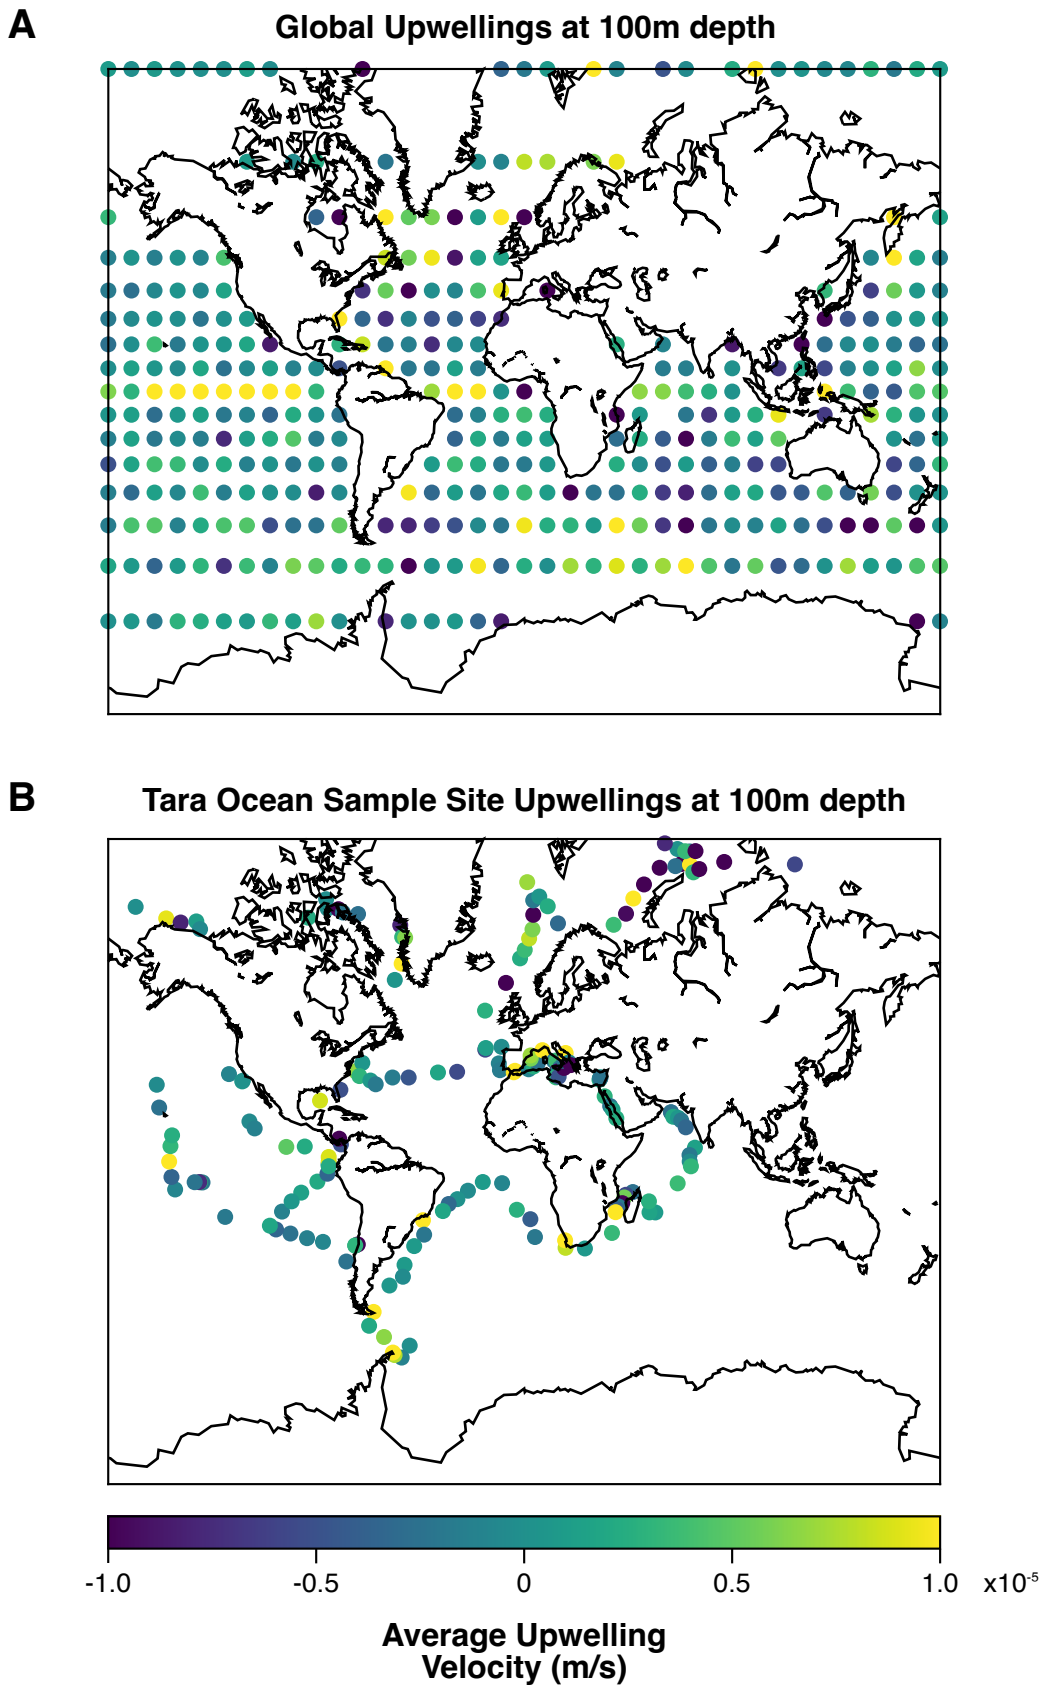 A
Global Upwellings at 100m depth
B
Tara Ocean Sample Site Upwellings at 100m depth
-1.0 -0.5 0 0.5 1.0 x10⁻⁵
Average Upwelling
Velocity (m/s)